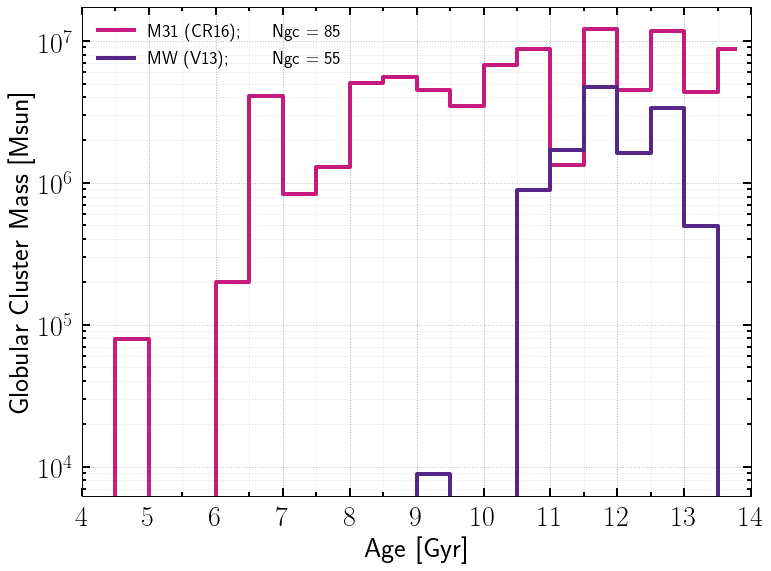 M31 (CR16); Ngc = 85
MW (V13); Ngc = 55
Globular Cluster Mass [Msun]
10^7
10^6
10^5
10^4
4 5 6 7 8 9 10 11 12 13 14
Age [Gyr]